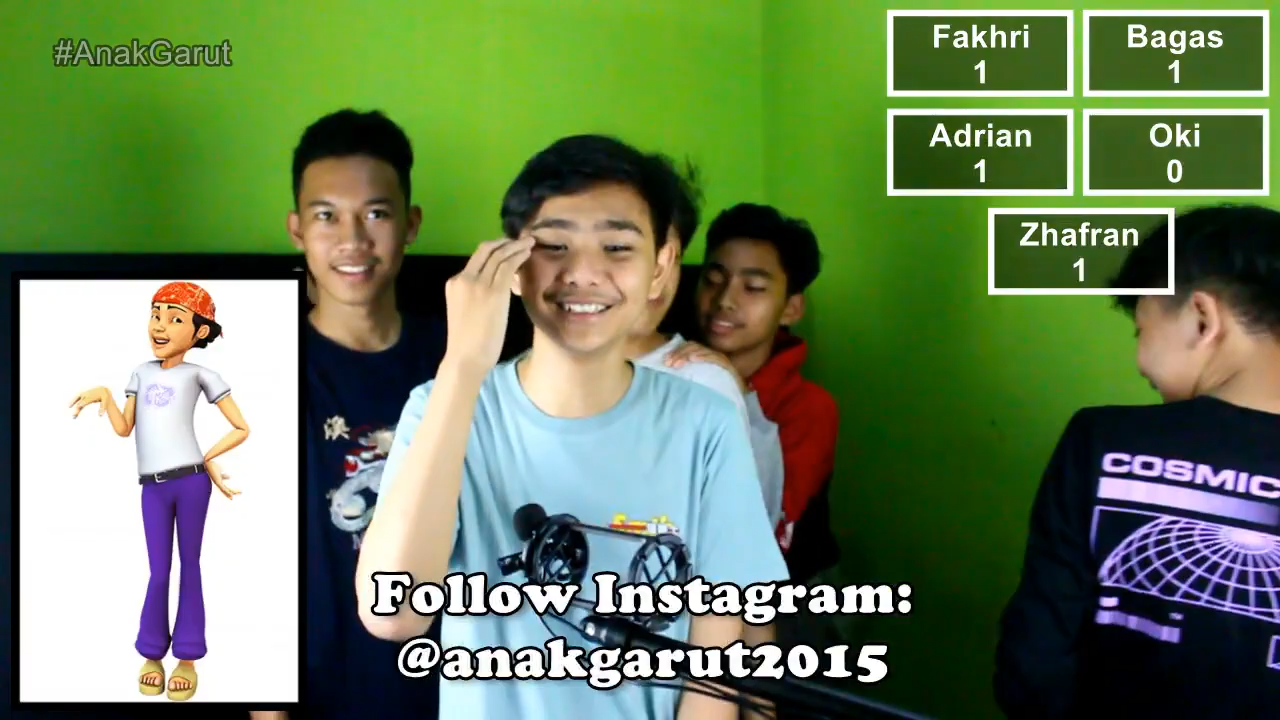 #AnakGarut
Fakhri
1
Bagas
1
Adrian
1
Oki
0
Zhafran
1
COSMIC
Follow Instagram:
@anakgarut2015